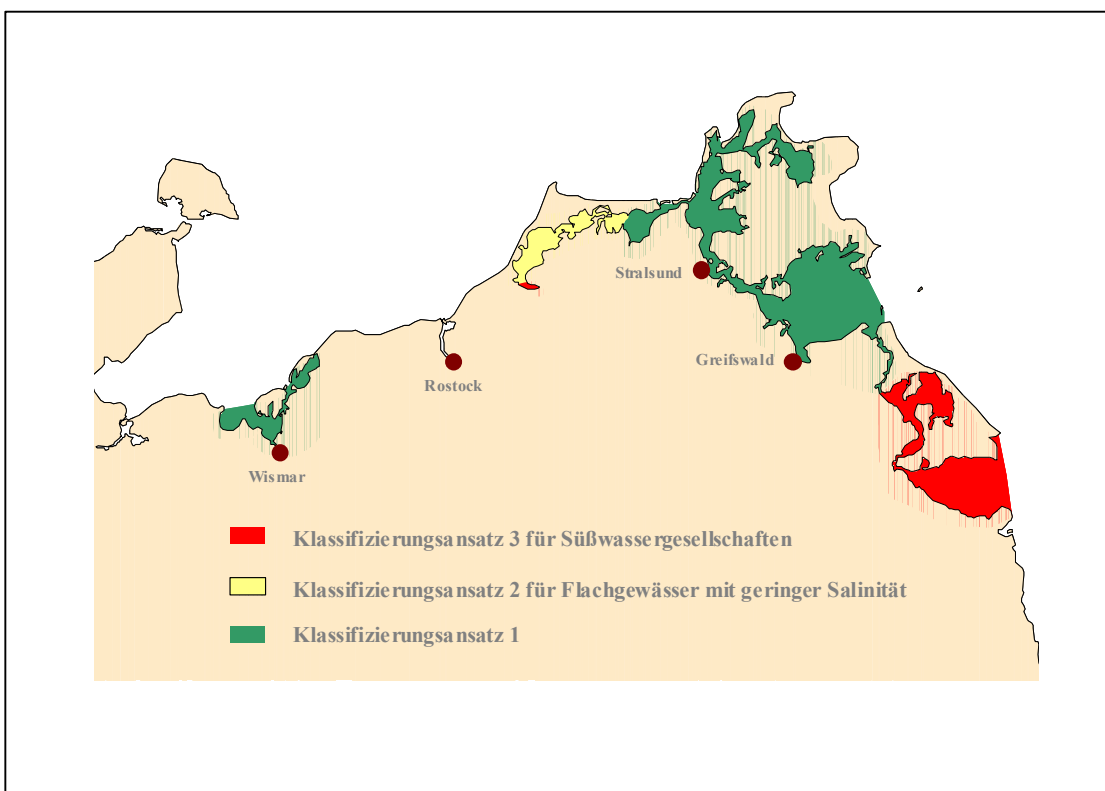 Stralsund
Greifswald
Rostock
Wismar
Klassifizierungsansatz 3 für Süßwassergesellschaften
Klassifizierungsansatz 2 für Flachgewässer mit geringer Salinität
Klassifizierungsansatz 1